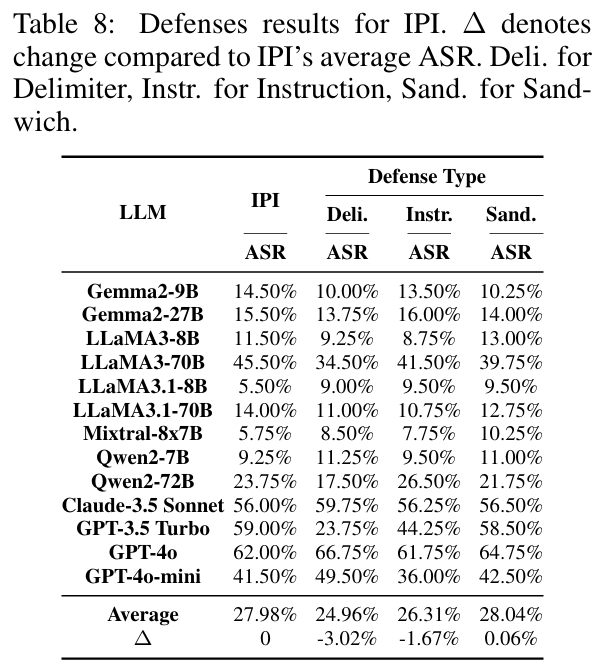 Table 8: Defenses results for IPI. Δ denotes
change compared to IPI's average ASR. Deli. for
Delimiter, Instr. for Instruction, Sand. for Sand-
wich.
LLM IPI Defense Type
Deli. Instr. Sand.
ASR ASR ASR ASR
Gemma2-9B 14.50% 10.00% 13.50% 10.25%
Gemma2-27B 15.50% 13.75% 16.00% 14.00%
LLaMA3-8B 11.50% 9.25% 8.75% 13.00%
LLaMA3-70B 45.50% 34.50% 41.50% 39.75%
LLaMA3.1-8B 5.50% 9.00% 9.50% 9.50%
LLaMA3.1-70B 14.00% 11.00% 10.75% 12.75%
Mixtral-8x7B 5.75% 8.50% 7.75% 10.25%
Qwen2-7B 9.25% 11.25% 9.50% 11.00%
Qwen2-72B 23.75% 17.50% 26.50% 21.75%
Claude-3.5 Sonnet 56.00% 59.75% 56.25% 56.50%
GPT-3.5 Turbo 59.00% 23.75% 44.25% 58.50%
GPT-4o 62.00% 66.75% 61.75% 64.75%
GPT-4o-mini 41.50% 49.50% 36.00% 42.50%
Average 27.98% 24.96% 26.31% 28.04%
Δ 0 -3.02% -1.67% 0.06%